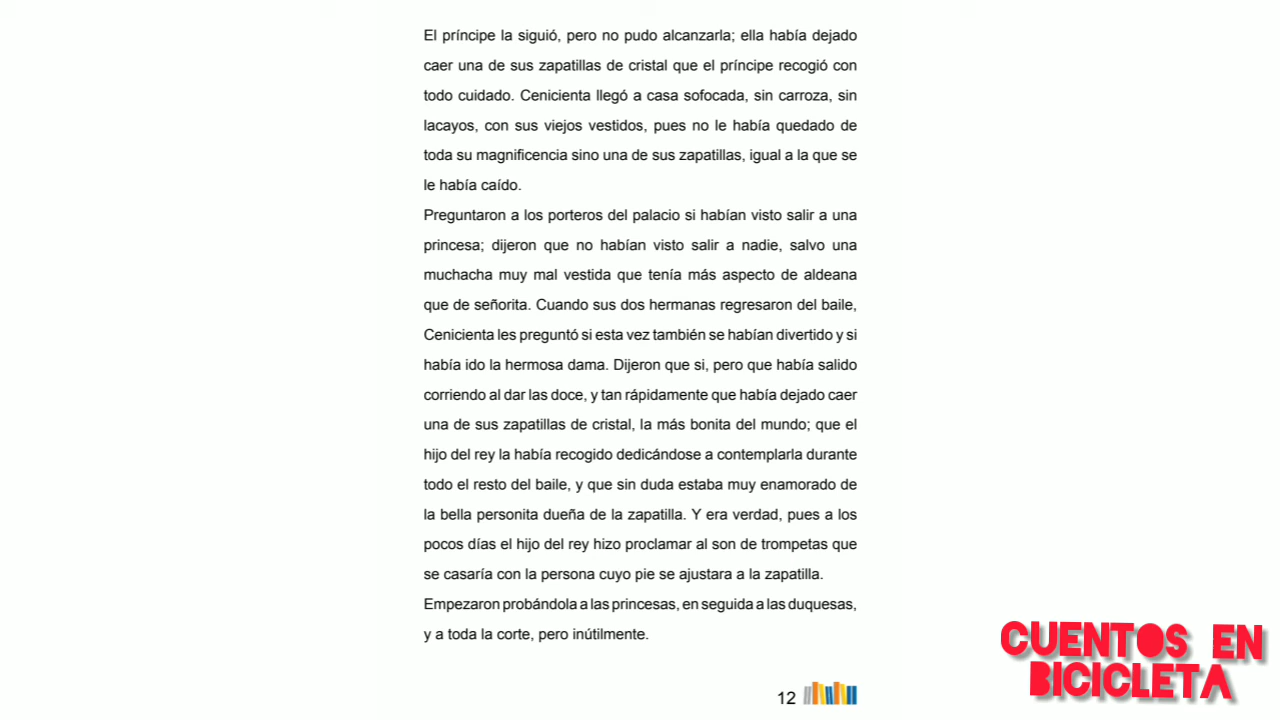 El príncipe la siguió, pero no pudo alcanzarla; ella había dejado
caer una de sus zapatillas de cristal que el príncipe recogió con
todo cuidado. Cenicienta llegó a casa sofocada, sin carroza, sin
lacayos, con sus viejos vestidos, pues no le había quedado de
toda su magnificencia sino una de sus zapatillas, igual a la que se
le había caído.
Preguntaron a los porteros del palacio si habían visto salir a una
princesa; dijeron que no habían visto salir a nadie, salvo una
muchacha muy mal vestida que tenía más aspecto de aldeana
que de señorita. Cuando sus dos hermanas regresaron del baile,
Cenicienta les preguntó si esta vez también se habían divertido y si
había ido la hermosa dama. Dijeron que si, pero que había salido
corriendo al dar las doce, y tan rápidamente que había dejado caer
una de sus zapatillas de cristal, la más bonita del mundo; que el
hijo del rey la había recogido dedicándose a contemplarla durante
todo el resto del baile, y que sin duda estaba muy enamorado de
la bella personita dueña de la zapatilla. Y era verdad, pues a los
pocos días el hijo del rey hizo proclamar al son de trompetas que
se casaría con la persona cuyo pie se ajustara a la zapatilla.
Empezaron probándola a las princesas, en seguida a las duquesas,
y a toda la corte, pero inútilmente.
12
CUENTOS EN
BICICLETA